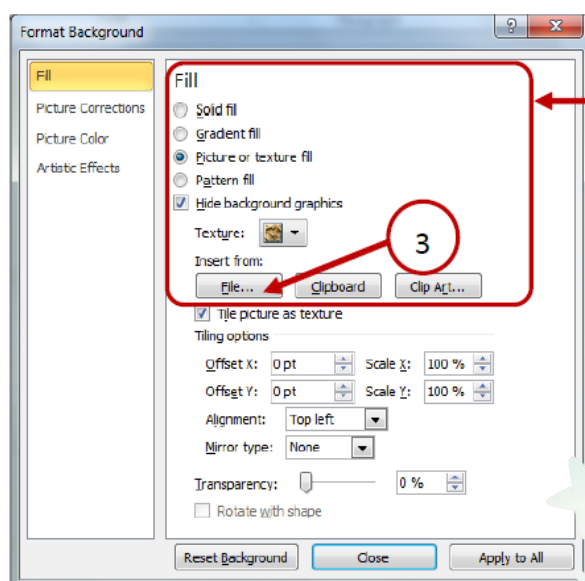 Format Background
Fill
Picture Corrections
Picture Color
Artistic Effects
Fill
Solid fill
Gradient fill
Picture or texture fill
Pattern fill
Hide background graphics
Texture:
3
Insert from:
File... Clipboard Clip Art...
Tile picture as texture
Tiling options
Offset X: 0 pt Scale X: 100 %
Offset Y: 0 pt Scale Y: 100 %
Alignment: Top left
Mirror type: None
Transparency: 0 %
Rotate with shape
Reset Background Close Apply to All